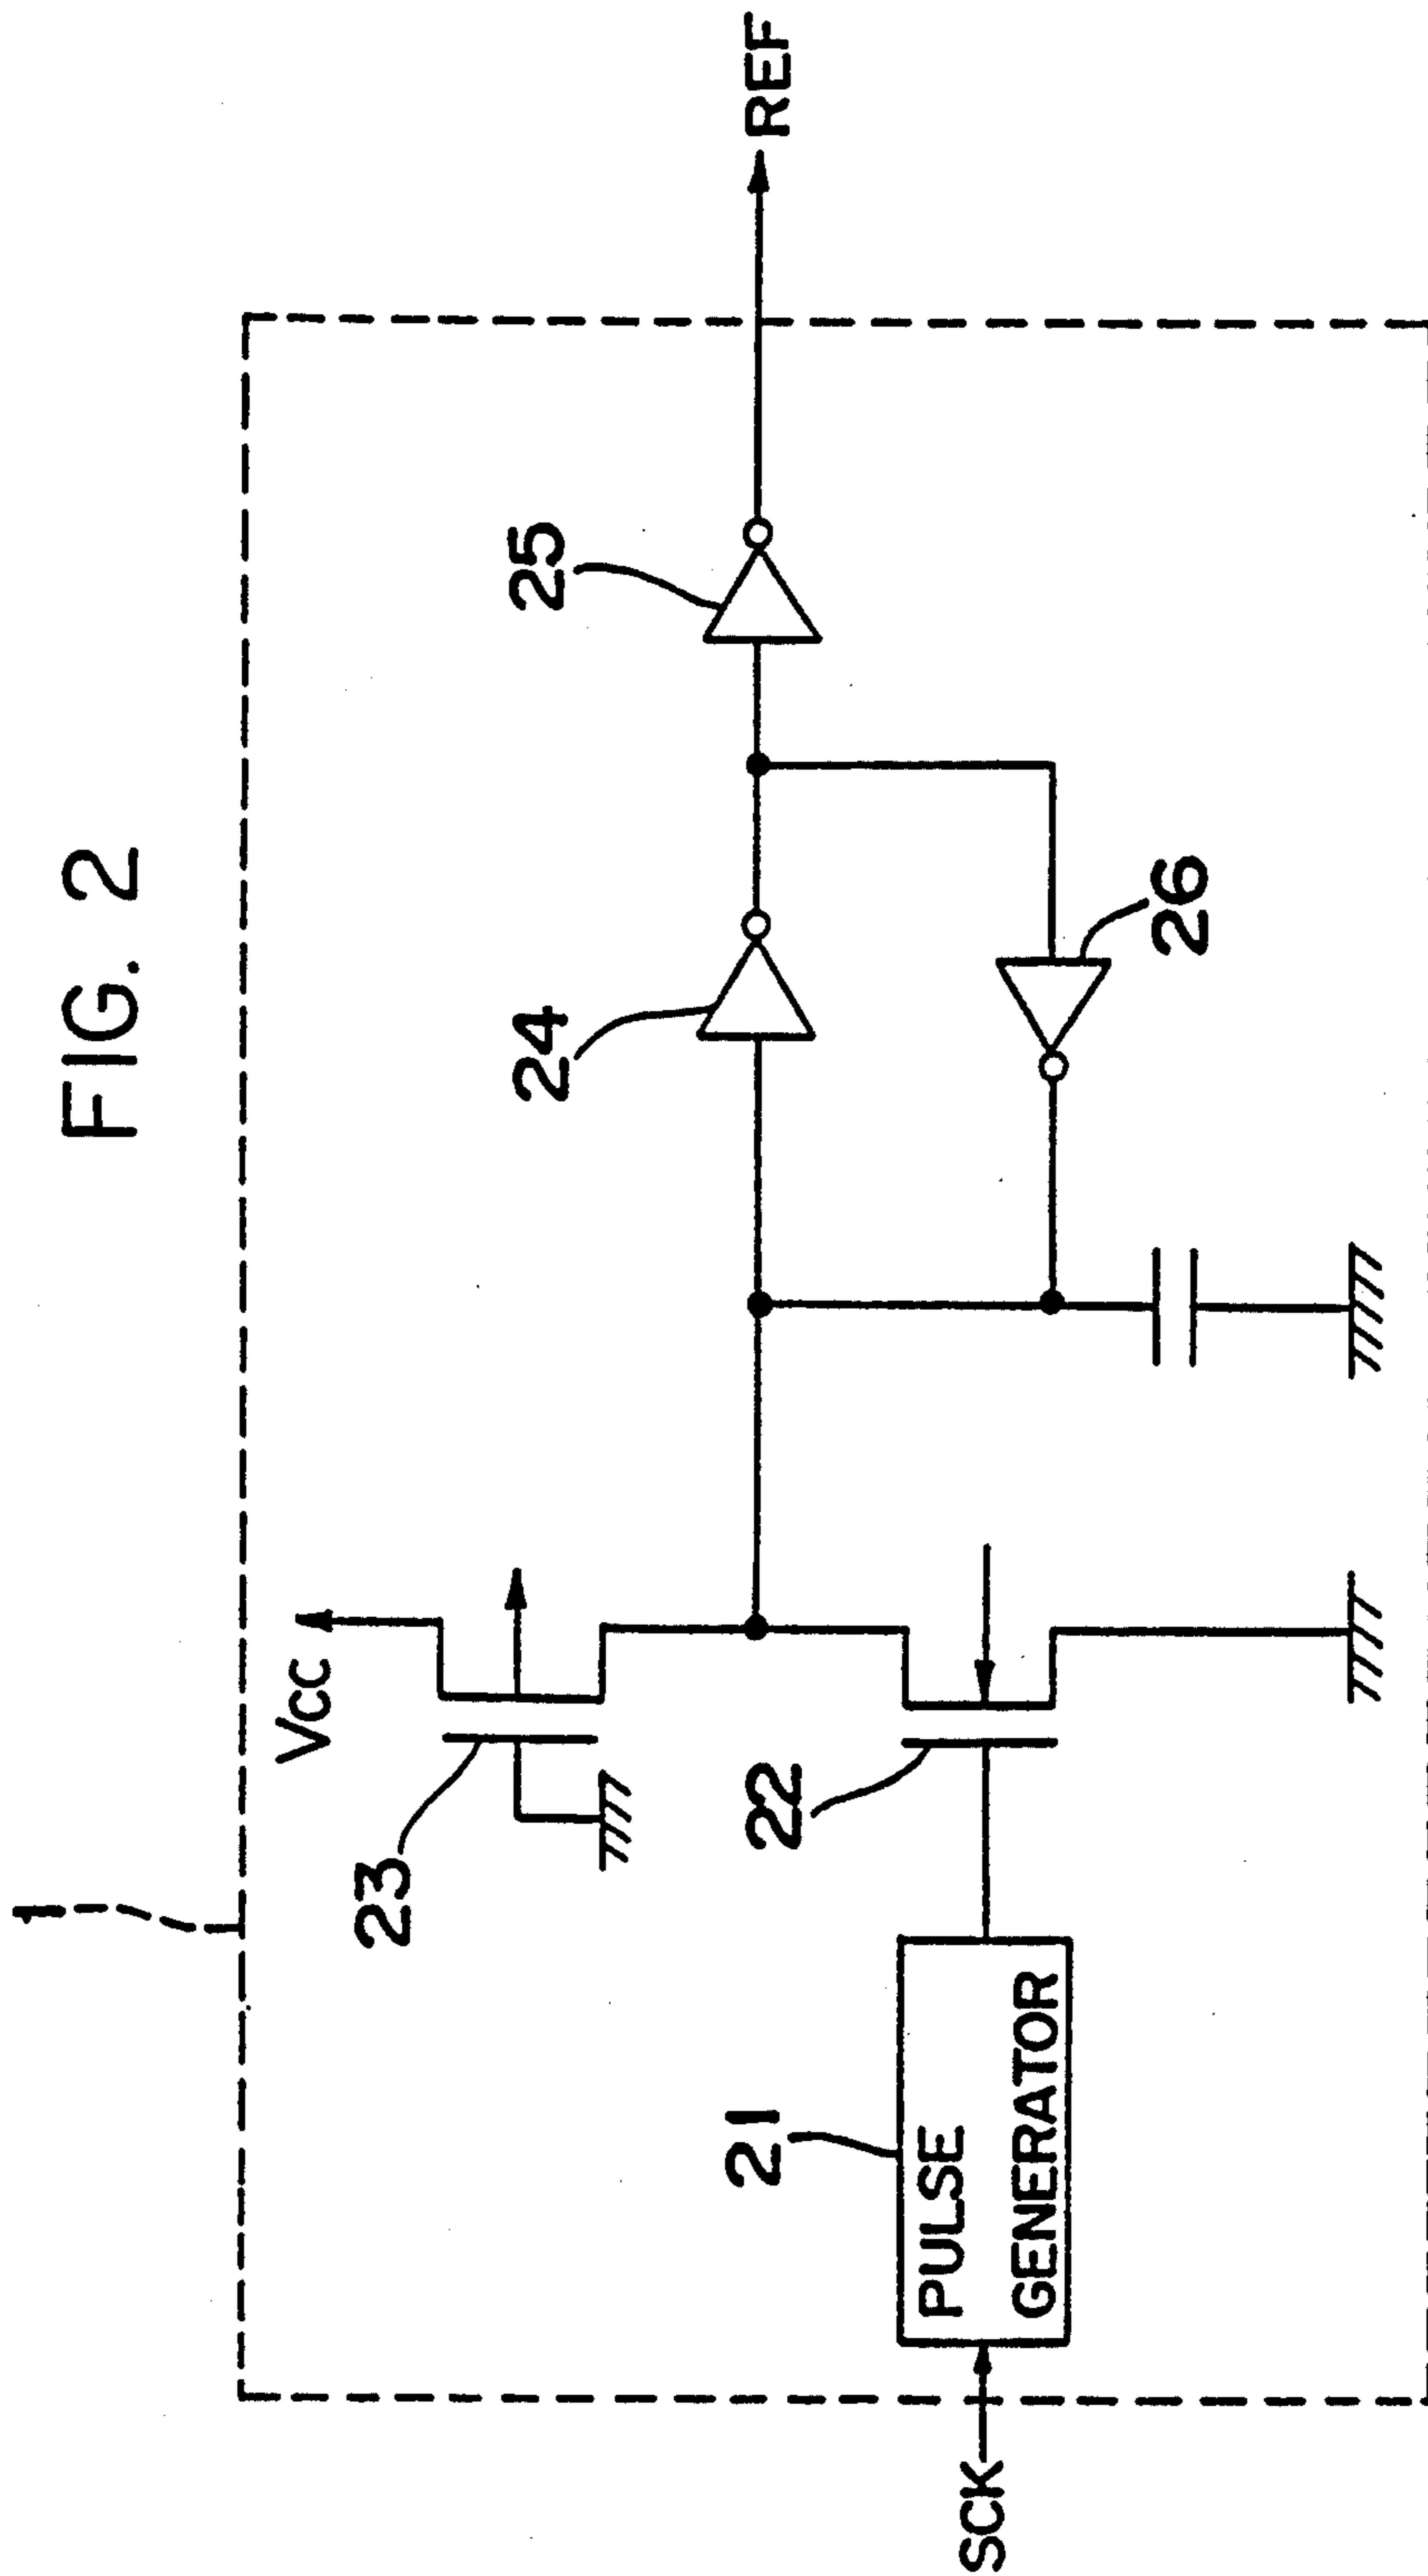 FIG. 2
1
Vcc
23
22
21
PULSE
GENERATOR
SCK
24
25
26
REF